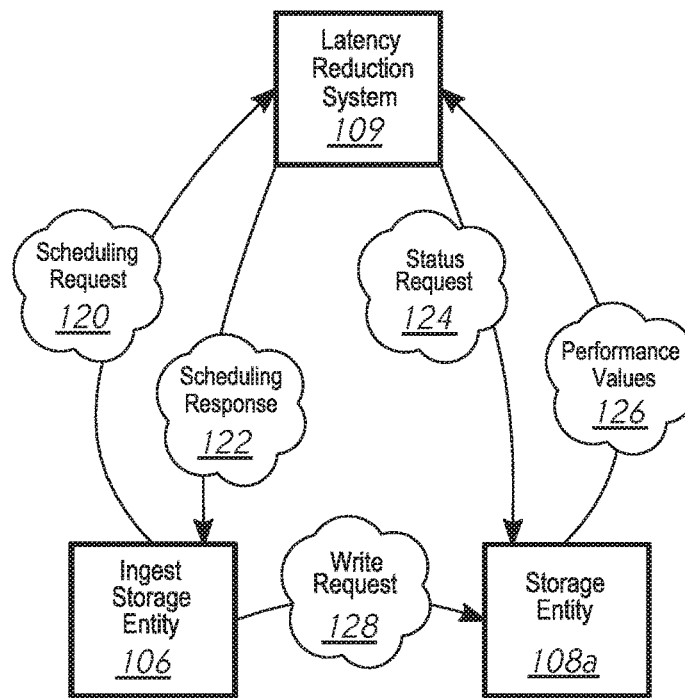 Latency
Reduction
System
109
Scheduling
Request
120
Status
Request
124
Scheduling
Response
122
Performance
Values
126
Ingest
Storage
Entity
106
Write
Request
128
Storage
Entity
108a